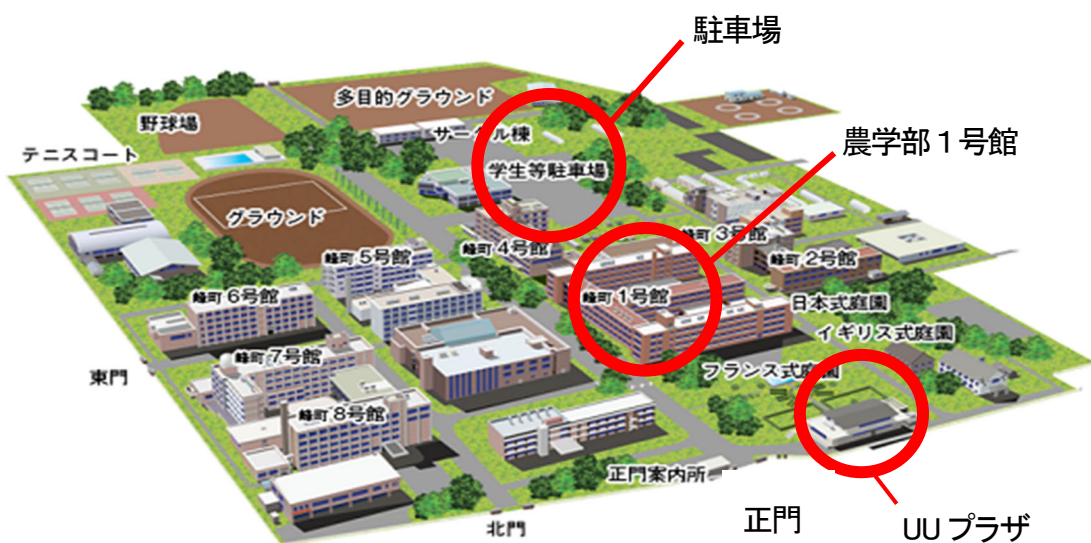 駐車場
多目的グラウンド
野球場
サークル棟
農学部１号館
テニスコート
学生等駐車場
グラウンド
峰町3号館
峰町4号館
峰町5号館
峰町2号館
峰町6号館
峰町1号館
日本式庭園
イギリス式庭園
峰町7号館
東門
フランス式庭園
峰町8号館
正門案内所
北門
正門
UU プラザ